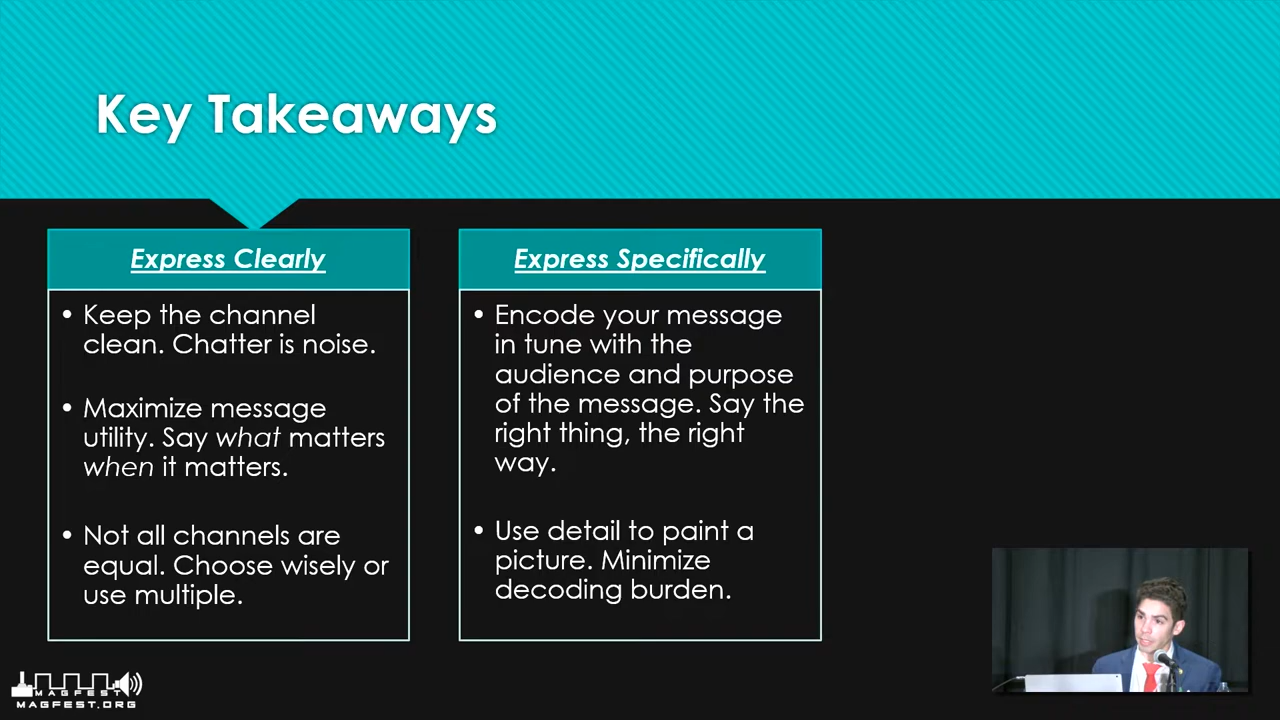 Key Takeaways
Express Clearly
• Keep the channel
clean. Chatter is noise.
• Maximize message
utility. Say what matters
when it matters.
• Not all channels are
equal. Choose wisely or
use multiple.
Express Specifically
• Encode your message
in tune with the
audience and purpose
of the message. Say the
right thing, the right
way.
• Use detail to paint a
picture. Minimize
decoding burden.
MAGFEST
MAGFEST.ORG